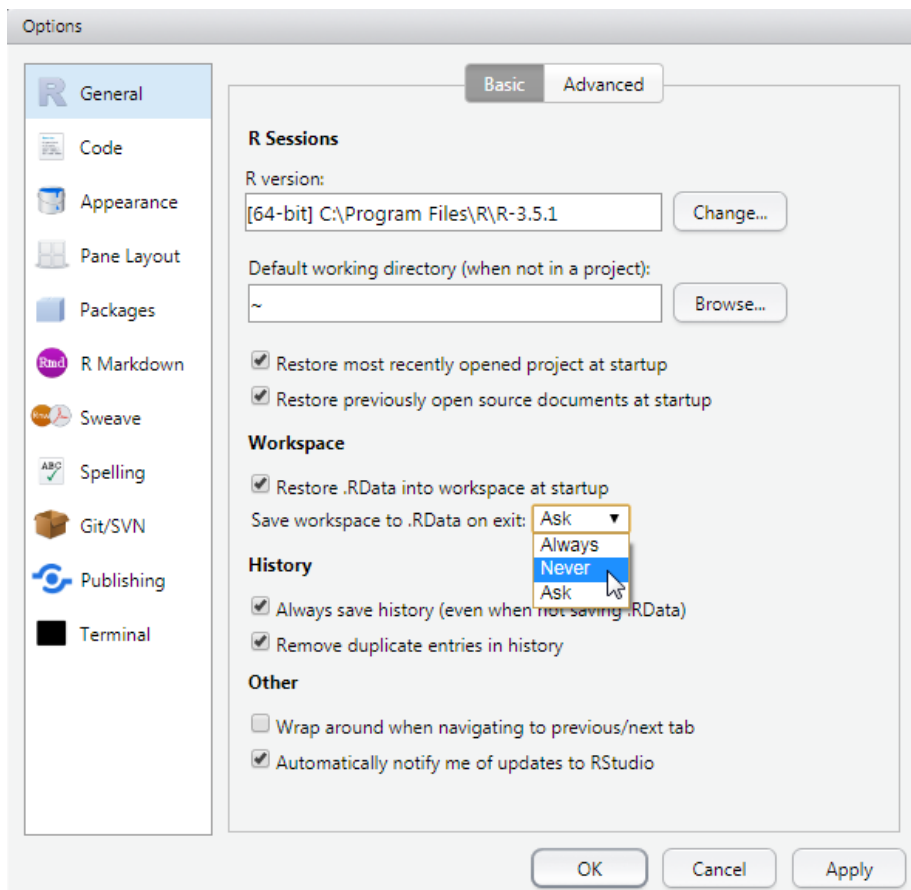 Options
General
Code
Appearance
Pane Layout
Packages
Rmd R Markdown
Sweave
ABC Spelling
Git/SVN
Publishing
Terminal
Basic Advanced
R Sessions
R version:
[64-bit] C:\Program Files\R\R-3.5.1 Change...
Default working directory (when not in a project):
~ Browse...
Restore most recently opened project at startup
Restore previously open source documents at startup
Workspace
Restore .RData into workspace at startup
Save workspace to .RData on exit: Ask
Always
Never
Ask
History
Always save history (even when not saving .RData)
Remove duplicate entries in history
Other
Wrap around when navigating to previous/next tab
Automatically notify me of updates to RStudio
OK Cancel Apply